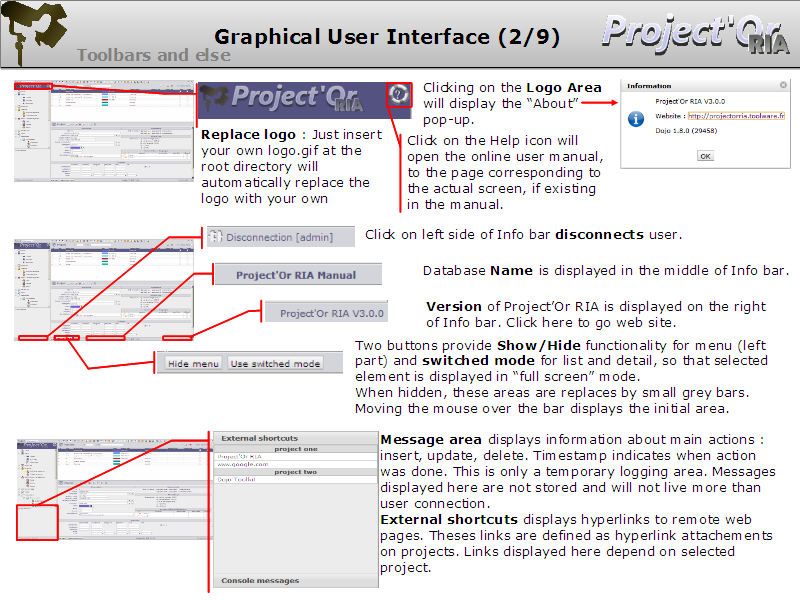 Graphical User Interface (2/9)
Project'Or
RIA
Toolbars and else
Project'Or
RIA
Replace logo : Just insert
your own logo.gif at the
root directory will
automatically replace the
logo with your own
Clicking on the Logo Area
will display the “About”
pop-up.
Click on the Help icon will
open the online user manual,
to the page corresponding to
the actual screen, if existing
in the manual.
Information
Project'Or RIA V3.0.0
Website : http://projectorria.toolware.fr
Dojo 1.8.0 (29458)
OK
Disconnection [admin]
Click on left side of Info bar disconnects user.
Project'Or RIA Manual
Database Name is displayed in the middle of Info bar.
Project'Or RIA V3.0.0
Version of Project’Or RIA is displayed on the right
of Info bar. Click here to go web site.
Hide menu
Use switched mode
Two buttons provide Show/Hide functionality for menu (left
part) and switched mode for list and detail, so that selected
element is displayed in “full screen” mode.
When hidden, these areas are replaces by small grey bars.
Moving the mouse over the bar displays the initial area.
External shortcuts
project one
Project'Or RIA
www.google.com
project two
Dojo Toolkit
Console messages
Message area displays information about main actions :
insert, update, delete. Timestamp indicates when action
was done. This is only a temporary logging area. Messages
displayed here are not stored and will not live more than
user connection.
External shortcuts displays hyperlinks to remote web
pages. Theses links are defined as hyperlink attachements
on projects. Links displayed here depend on selected
project.